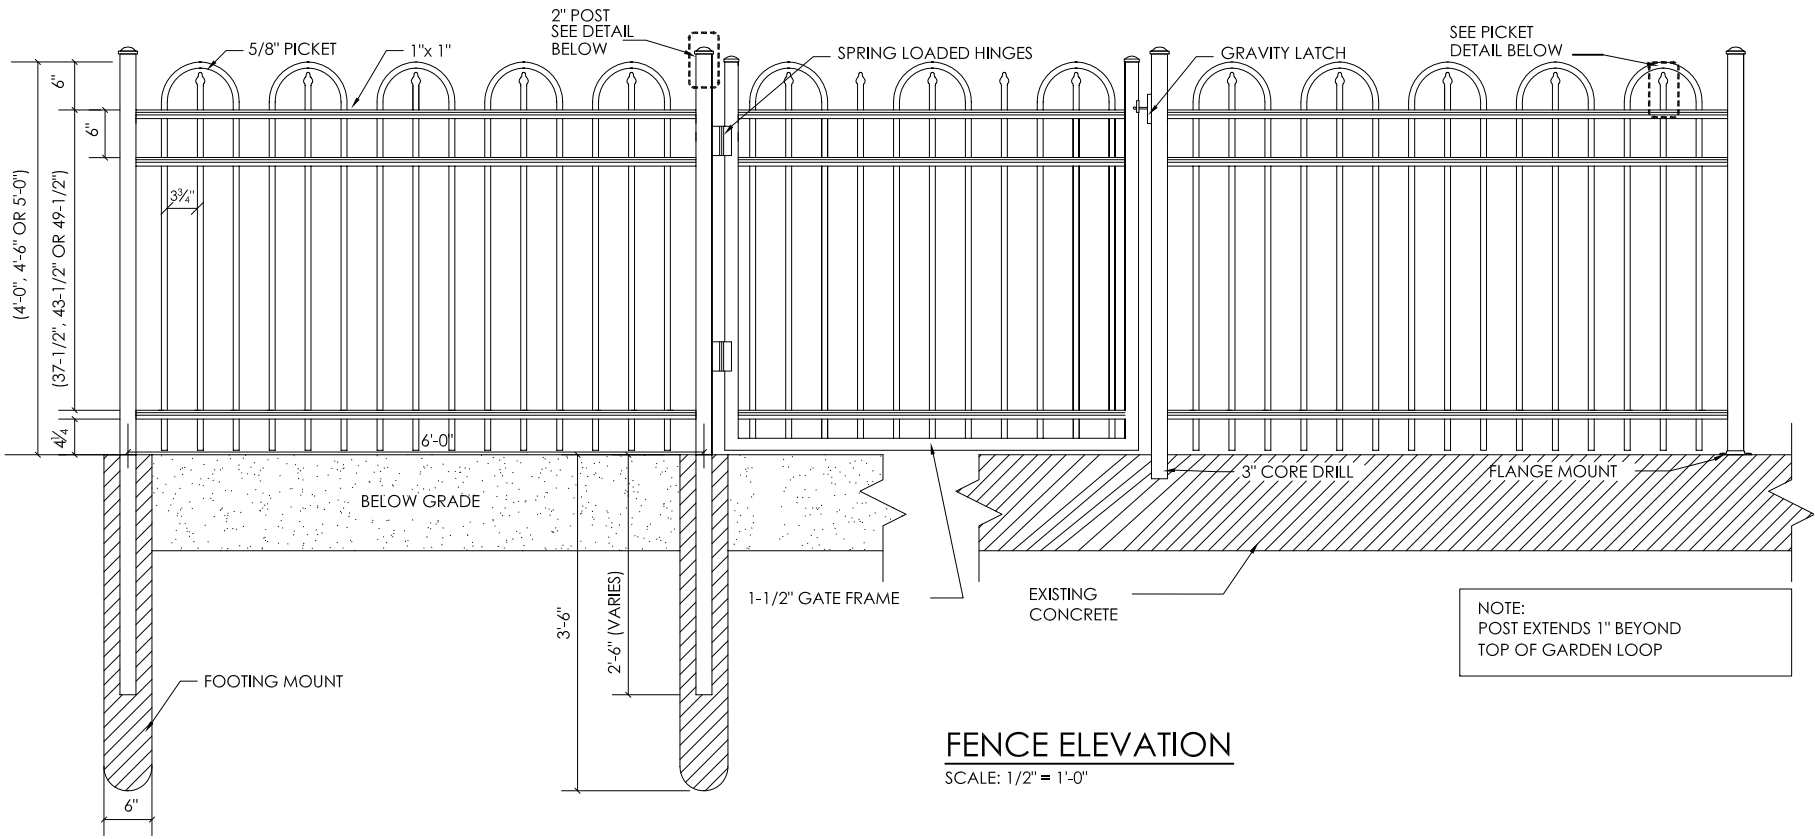 2" POST
SEE DETAIL
BELOW
5/8" PICKET
1"x 1"
SPRING LOADED HINGES
GRAVITY LATCH
SEE PICKET
DETAIL BELOW
6"
6"
(4'-0", 4'-6" OR 5'-0")
(37-1/2", 43-1/2" OR 49-1/2")
3¾"
4¼
6'-0"
3" CORE DRILL
FLANGE MOUNT
BELOW GRADE
1-1/2" GATE FRAME
EXISTING
CONCRETE
3'-6"
2'-6" (VARIES)
NOTE:
POST EXTENDS 1" BEYOND
TOP OF GARDEN LOOP
FOOTING MOUNT
6"
FENCE ELEVATION
SCALE: 1/2" = 1'-0"